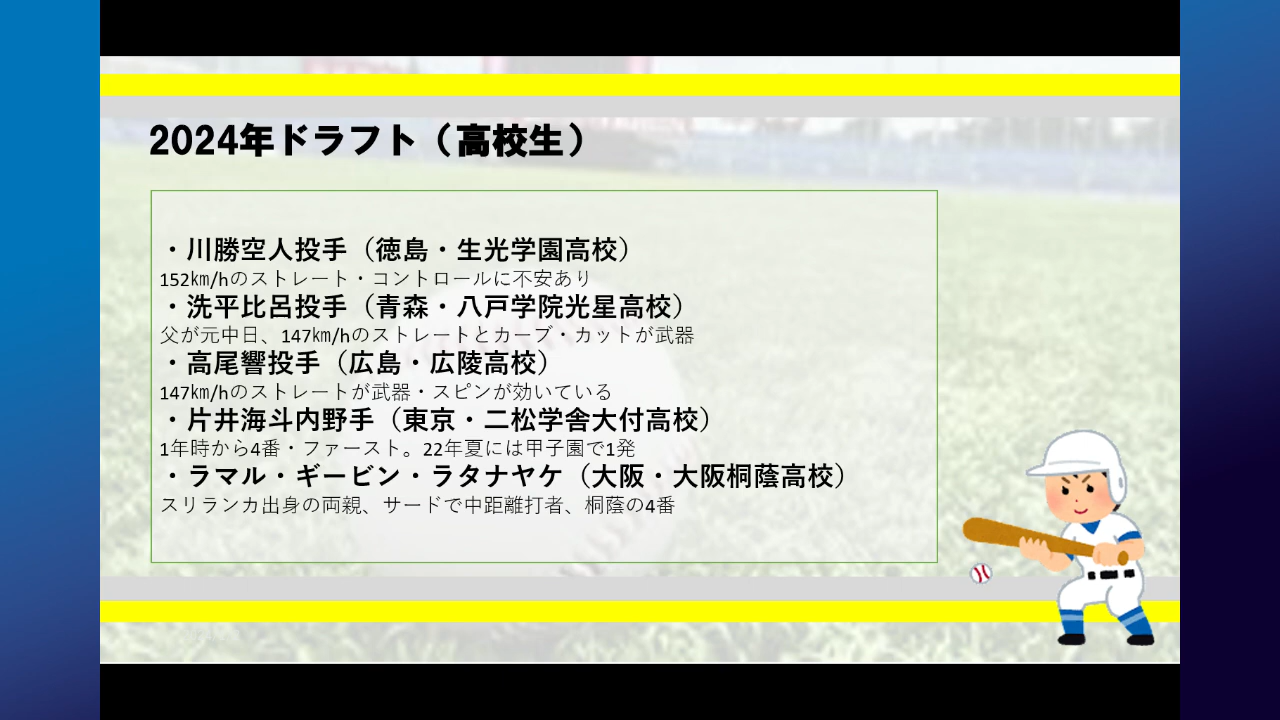 2024年ドラフト（高校生）
・川勝空人投手（徳島・生光学園高校）
152㎞/hのストレート・コントロールに不安あり
・洗平比呂投手（青森・八戸学院光星高校）
父が元中日、147㎞/hのストレートとカーブ・カットが武器
・高尾響投手（広島・広陵高校）
147㎞/hのストレートが武器・スピンが効いている
・片井海斗内野手（東京・二松学舎大付高校）
1年時から4番・ファースト。22年夏には甲子園で1発
・ラマル・ギービン・ラタナヤケ（大阪・大阪桐蔭高校）
スリランカ出身の両親、サードで中距離打者、桐蔭の4番